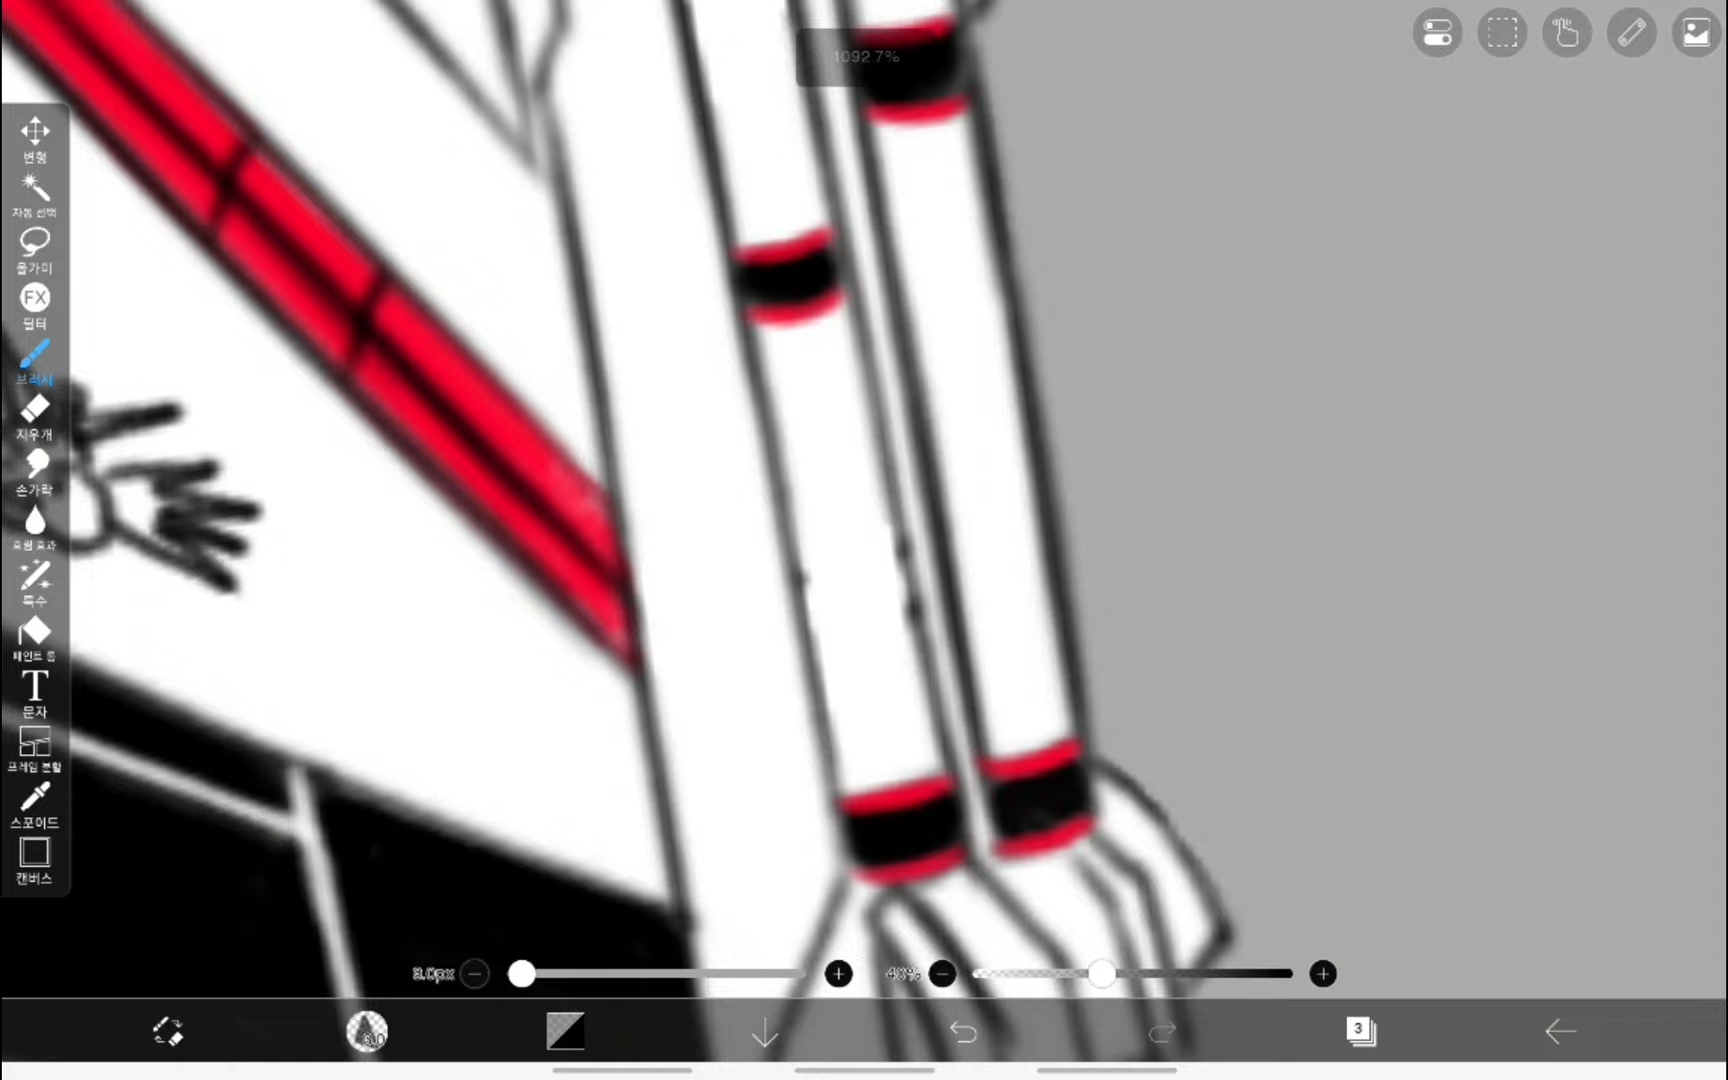 1092.7%
변형
자동 선택
올가미
FX
필터
브러시
지우개
손가락
흐림 효과
특수
페인트 통
T
문자
프레임 분할
스포이드
캔버스
40%
3